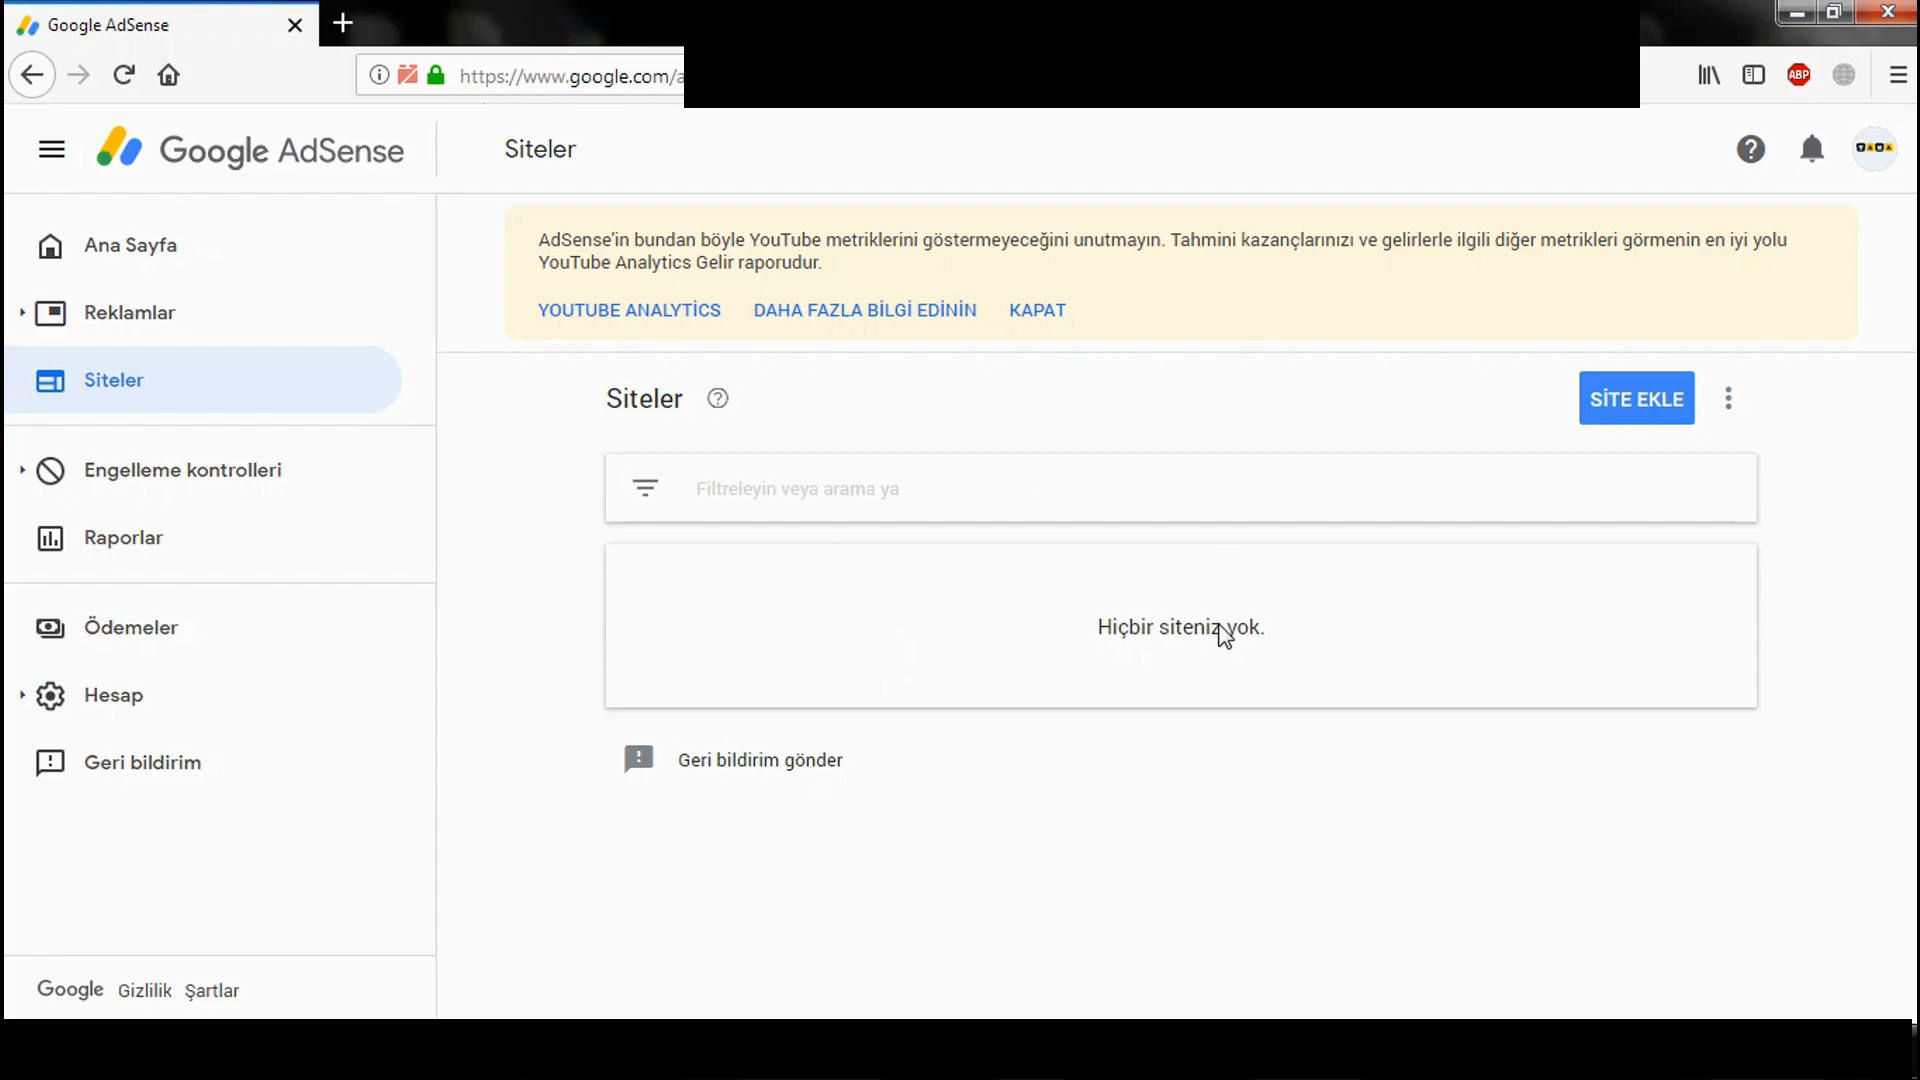 Google AdSense
https://www.google.com/a
ABP
Google AdSense
Siteler
Ana Sayfa
Reklamlar
Siteler
Engelleme kontrolleri
Raporlar
Ödemeler
Hesap
Geri bildirim
Google Gizlilik Şartlar
AdSense'in bundan böyle YouTube metriklerini göstermeyeceğini unutmayın. Tahmini kazançlarınızı ve gelirlerle ilgili diğer metrikleri görmenin en iyi yolu
YouTube Analytics Gelir raporudur.
YOUTUBE ANALYTİCS DAHA FAZLA BİLGİ EDİNİN KAPAT
Siteler
SİTE EKLE
Filtreleyin veya arama ya
Hiçbir siteniz yok.
Geri bildirim gönder